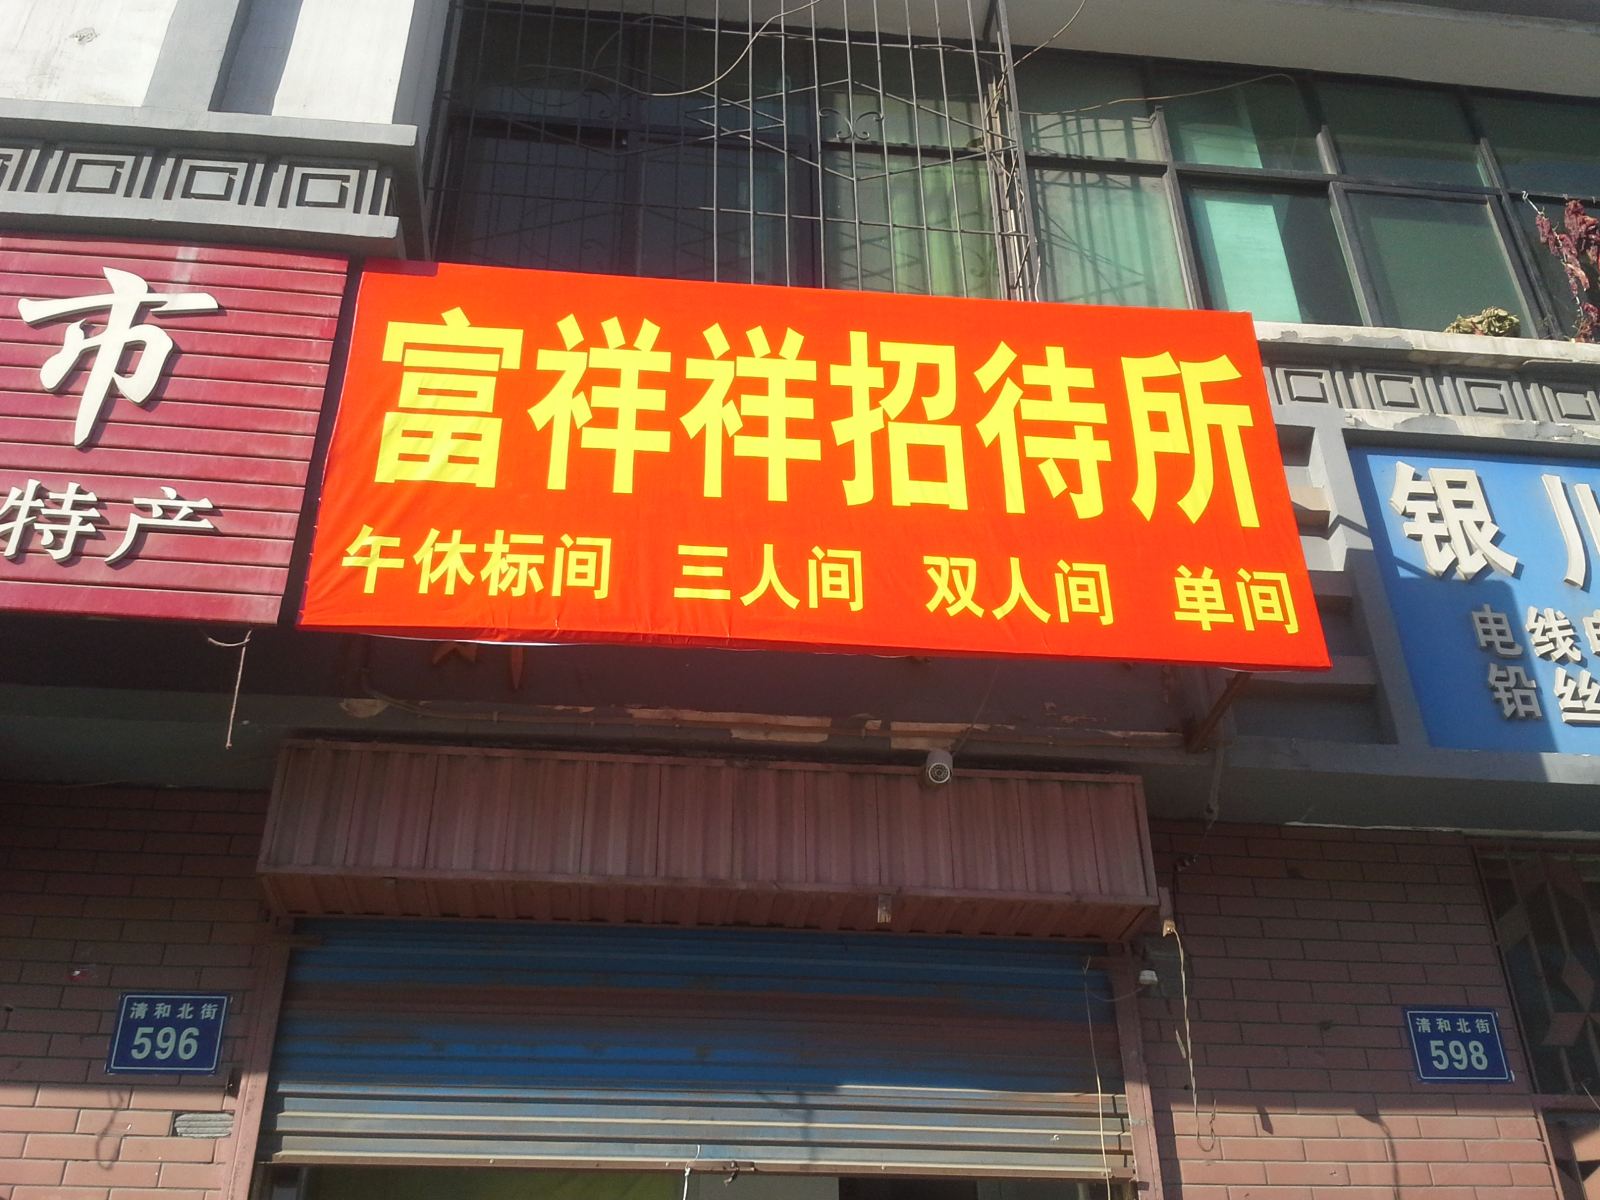 市
特产
富祥祥招待所
午休标间 三人间 双人间 单间
银川
电线
铅丝
清和北街
596
清和北街
598